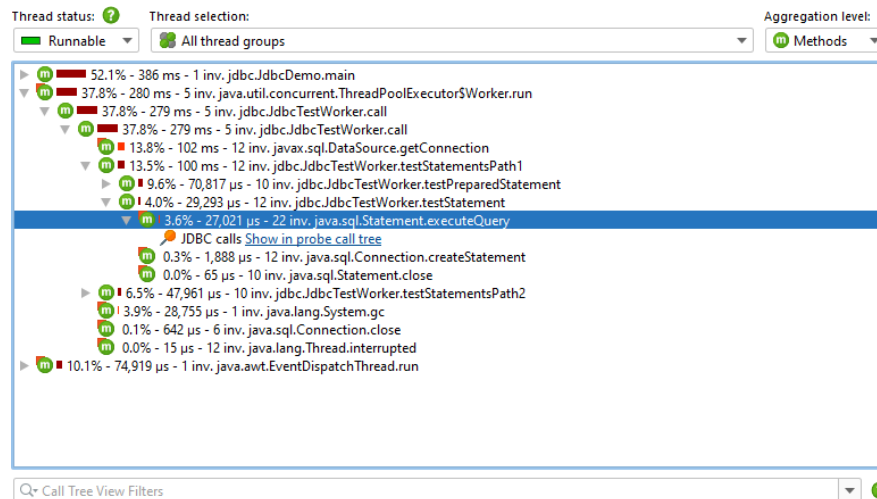 Thread status:
Thread selection:
Aggregation level:
Runnable
All thread groups
Methods
52.1% - 386 ms - 1 inv. jdbc.JdbcDemo.main
37.8% - 280 ms - 5 inv. java.util.concurrent.ThreadPoolExecutor$Worker.run
37.8% - 279 ms - 5 inv. jdbc.JdbcTestWorker.call
37.8% - 279 ms - 5 inv. jdbc.JdbcTestWorker.call
13.8% - 102 ms - 12 inv. javax.sql.DataSource.getConnection
13.5% - 100 ms - 12 inv. jdbc.JdbcTestWorker.testStatementsPath1
9.6% - 70,817 µs - 10 inv. jdbc.JdbcTestWorker.testPreparedStatement
4.0% - 29,293 µs - 12 inv. jdbc.JdbcTestWorker.testStatement
3.6% - 27,021 µs - 22 inv. java.sql.Statement.executeQuery
JDBC calls Show in probe call tree
0.3% - 1,888 µs - 12 inv. java.sql.Connection.createStatement
0.0% - 65 µs - 10 inv. java.sql.Statement.close
6.5% - 47,961 µs - 10 inv. jdbc.JdbcTestWorker.testStatementsPath2
3.9% - 28,755 µs - 1 inv. java.lang.System.gc
0.1% - 642 µs - 6 inv. java.sql.Connection.close
0.0% - 15 µs - 12 inv. java.lang.Thread.interrupted
10.1% - 74,919 µs - 1 inv. java.awt.EventDispatchThread.run
Call Tree View Filters